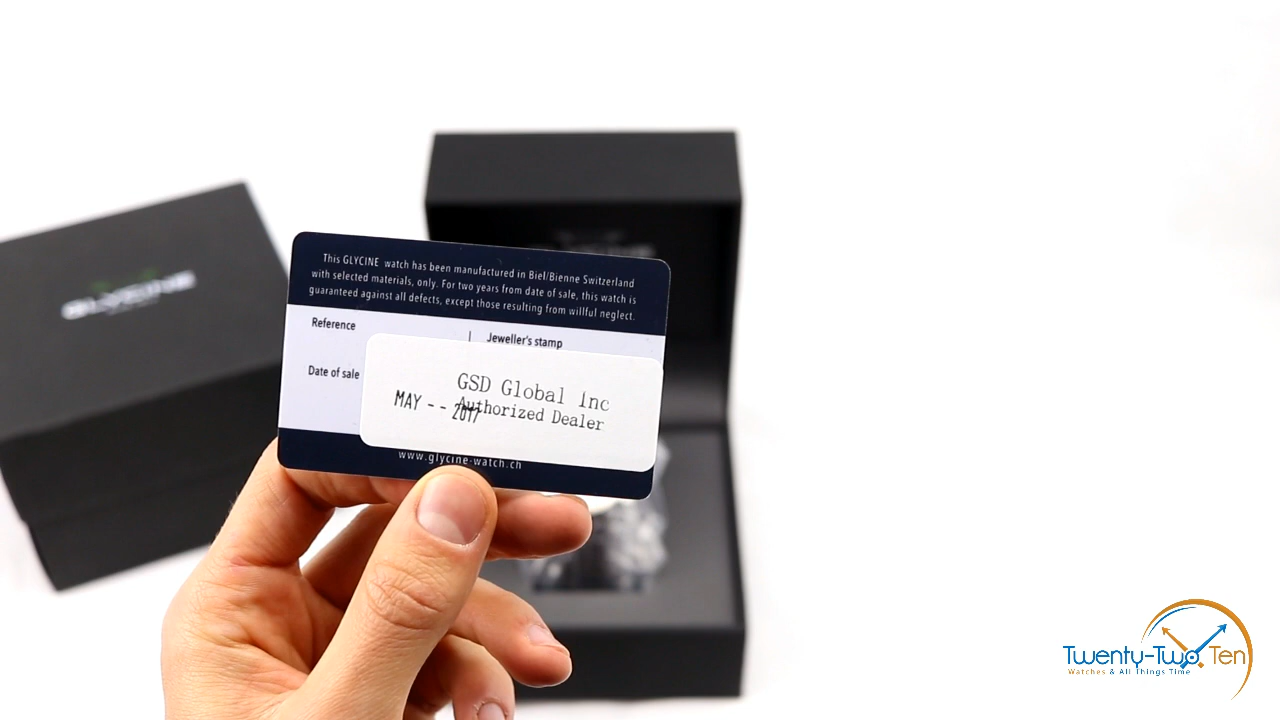 GLYCINE
This GLYCINE watch has been manufactured in Biel/Bienne Switzerland
with selected materials, only. For two years from date of sale, this watch is
guaranteed against all defects, except those resulting from willful neglect.
Reference
Jeweller's stamp
Date of sale
GSD Global Inc
Authorized Dealer
MAY -- 2017
www.glycine-watch.ch
Twenty-Two Ten
Watches & All Things Time